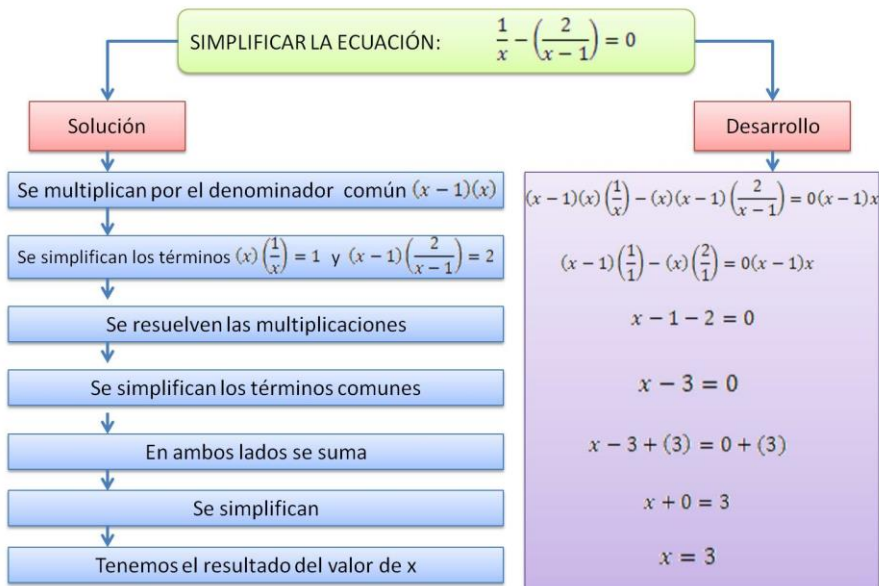 SIMPLIFICAR LA ECUACIÓN: 1/x − (2/(x − 1)) = 0
Solución
Se multiplican por el denominador común (x − 1)(x)
Se simplifican los términos (x)(1/x) = 1 y (x − 1)(2/(x − 1)) = 2
Se resuelven las multiplicaciones
Se simplifican los términos comunes
En ambos lados se suma
Se simplifican
Tenemos el resultado del valor de x
Desarrollo
(x − 1)(x)(1/x) − (x)(x − 1)(2/(x − 1)) = 0(x − 1)x
(x − 1)(1/1) − (x)(2/1) = 0(x − 1)x
x − 1 − 2 = 0
x − 3 = 0
x − 3 + (3) = 0 + (3)
x + 0 = 3
x = 3